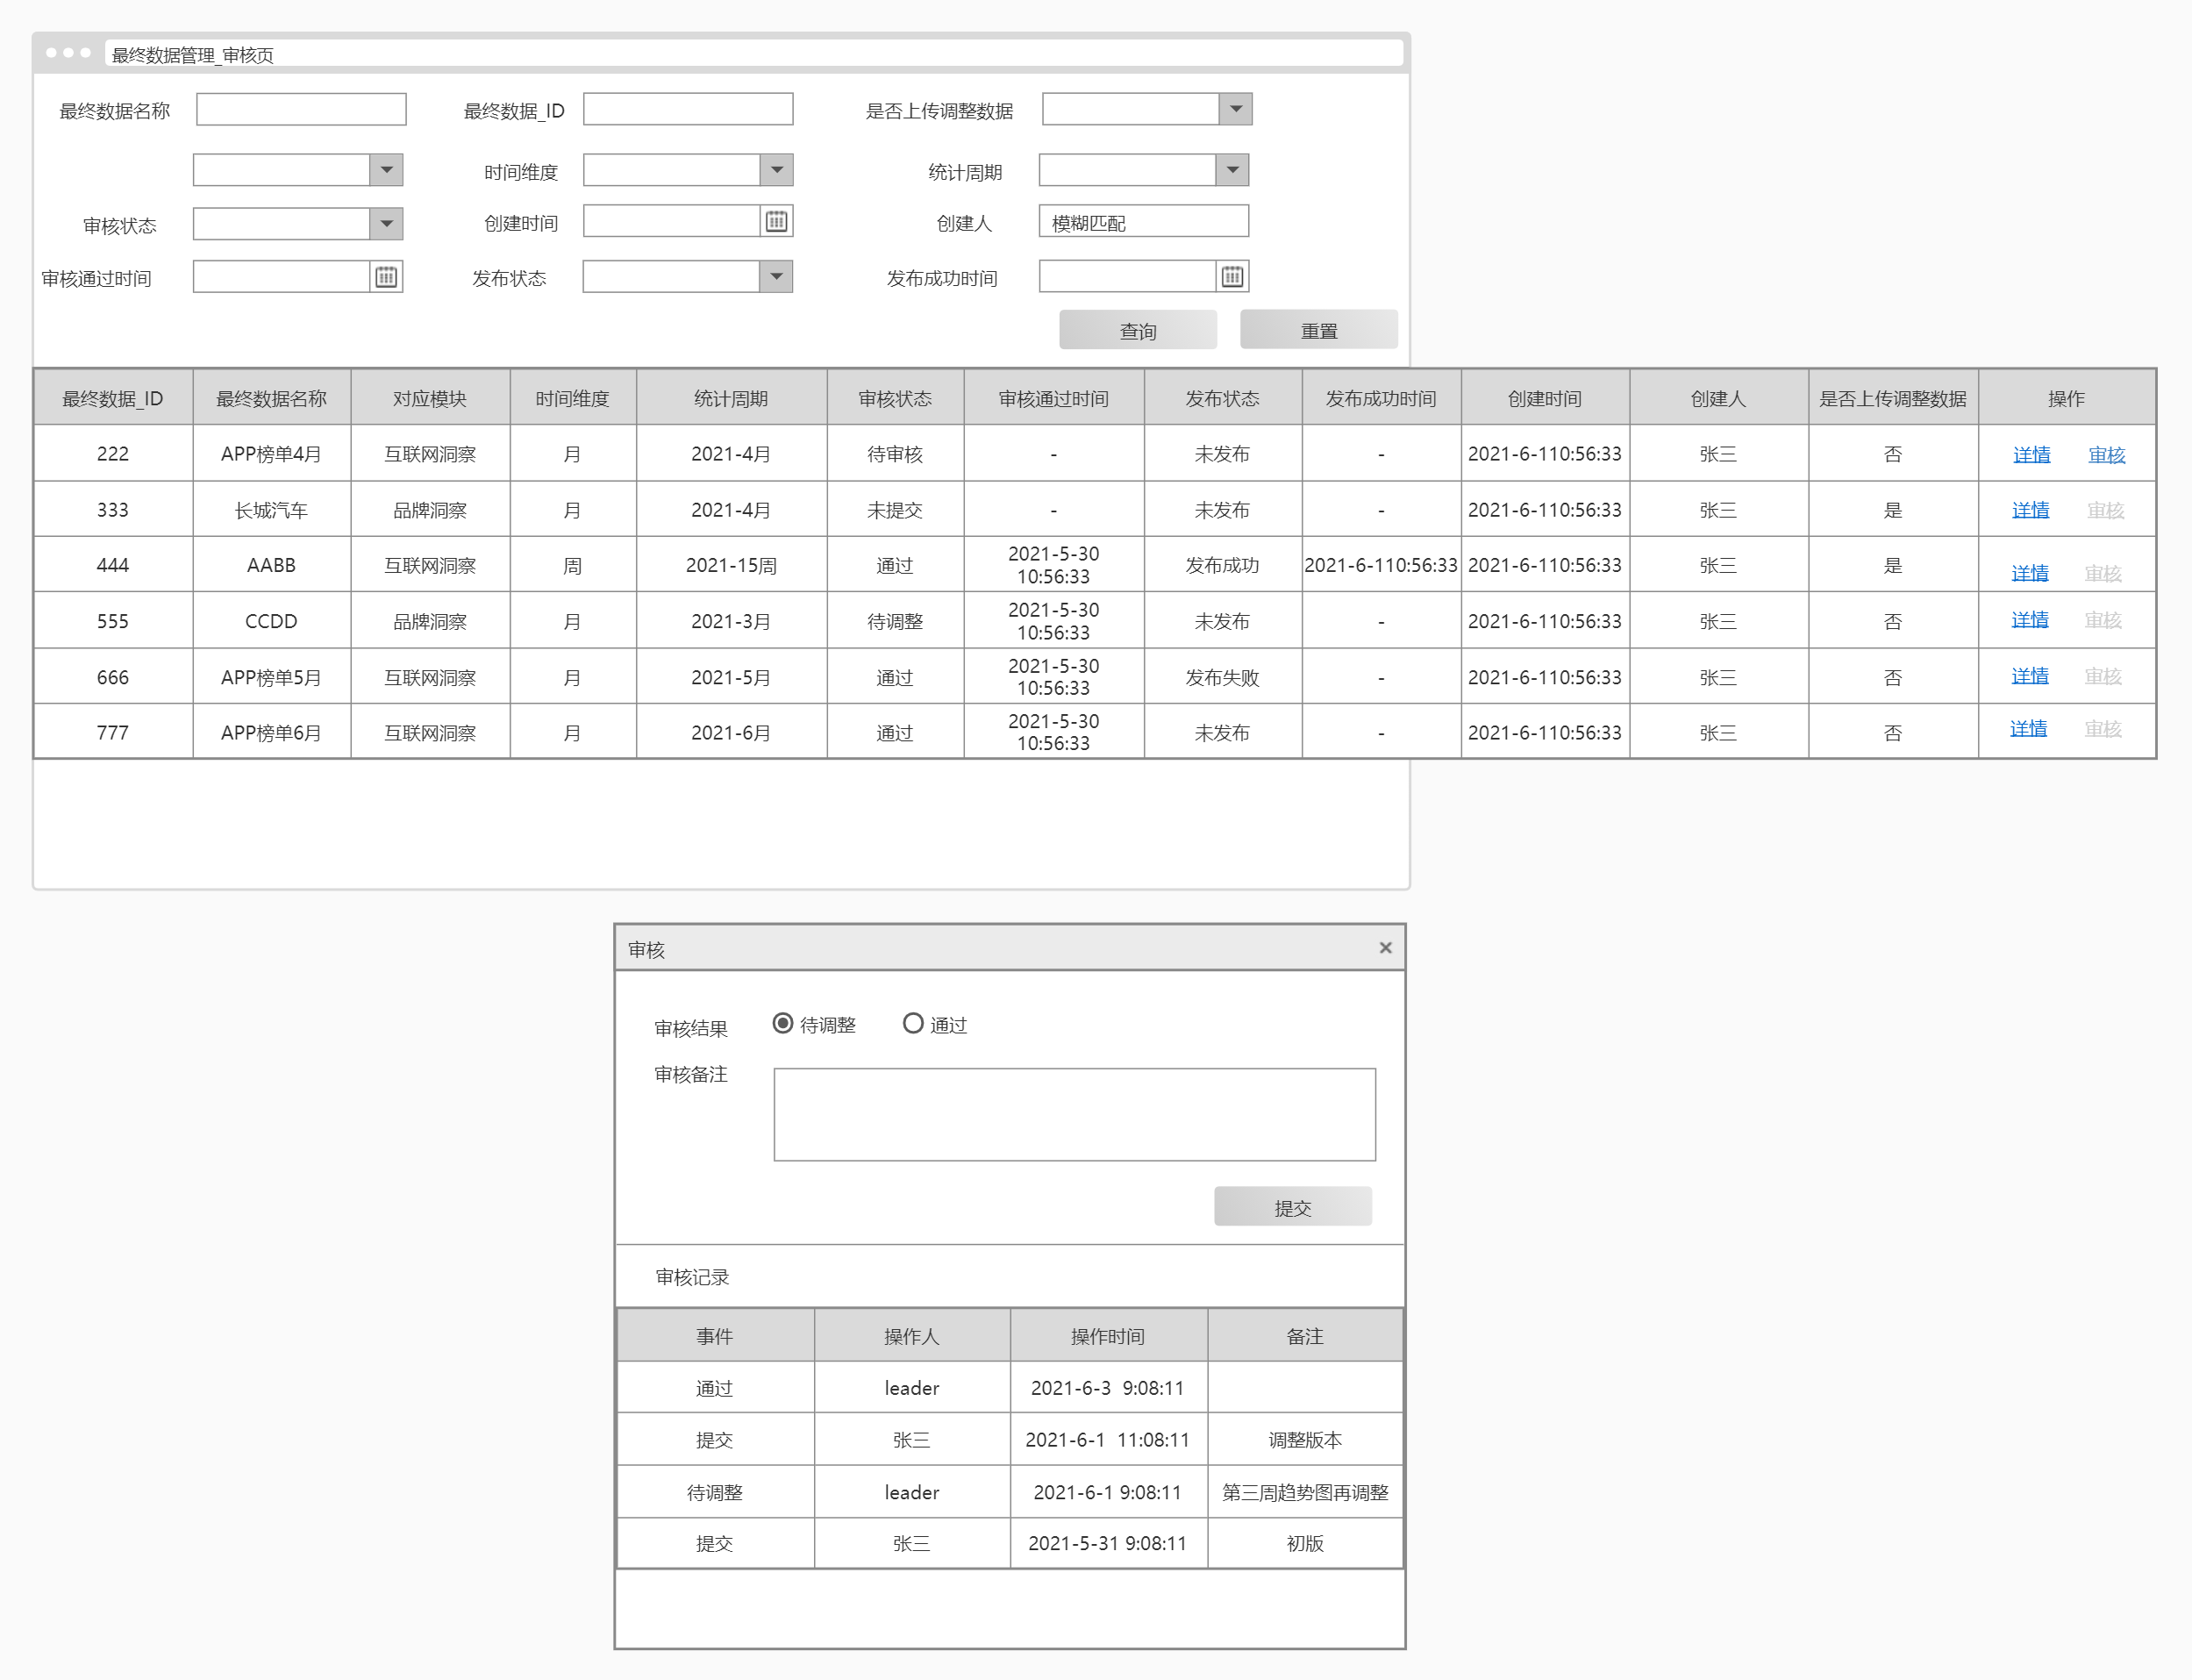 最终数据管理_审核页
最终数据名称 最终数据_ID 是否上传调整数据
时间维度 统计周期
审核状态 创建时间 创建人 模糊匹配
审核通过时间 发布状态 发布成功时间
查询 重置
最终数据_ID 最终数据名称 对应模块 时间维度 统计周期 审核状态 审核通过时间 发布状态 发布成功时间 创建时间 创建人 是否上传调整数据 操作
222 APP榜单4月 互联网洞察 月 2021-4月 待审核 - 未发布 - 2021-6-110:56:33 张三 否 详情 审核
333 长城汽车 品牌洞察 月 2021-4月 未提交 - 未发布 - 2021-6-110:56:33 张三 是 详情 审核
444 AABB 互联网洞察 周 2021-15周 通过 2021-5-30 10:56:33 发布成功 2021-6-110:56:33 2021-6-110:56:33 张三 是 详情 审核
555 CCDD 品牌洞察 月 2021-3月 待调整 2021-5-30 10:56:33 未发布 - 2021-6-110:56:33 张三 否 详情 审核
666 APP榜单5月 互联网洞察 月 2021-5月 通过 2021-5-30 10:56:33 发布失败 - 2021-6-110:56:33 张三 否 详情 审核
777 APP榜单6月 互联网洞察 月 2021-6月 通过 2021-5-30 10:56:33 未发布 - 2021-6-110:56:33 张三 否 详情 审核
审核
审核结果 待调整 通过
审核备注
提交
审核记录
事件 操作人 操作时间 备注
通过 leader 2021-6-3 9:08:11
提交 张三 2021-6-1 11:08:11 调整版本
待调整 leader 2021-6-1 9:08:11 第三周趋势图再调整
提交 张三 2021-5-31 9:08:11 初版